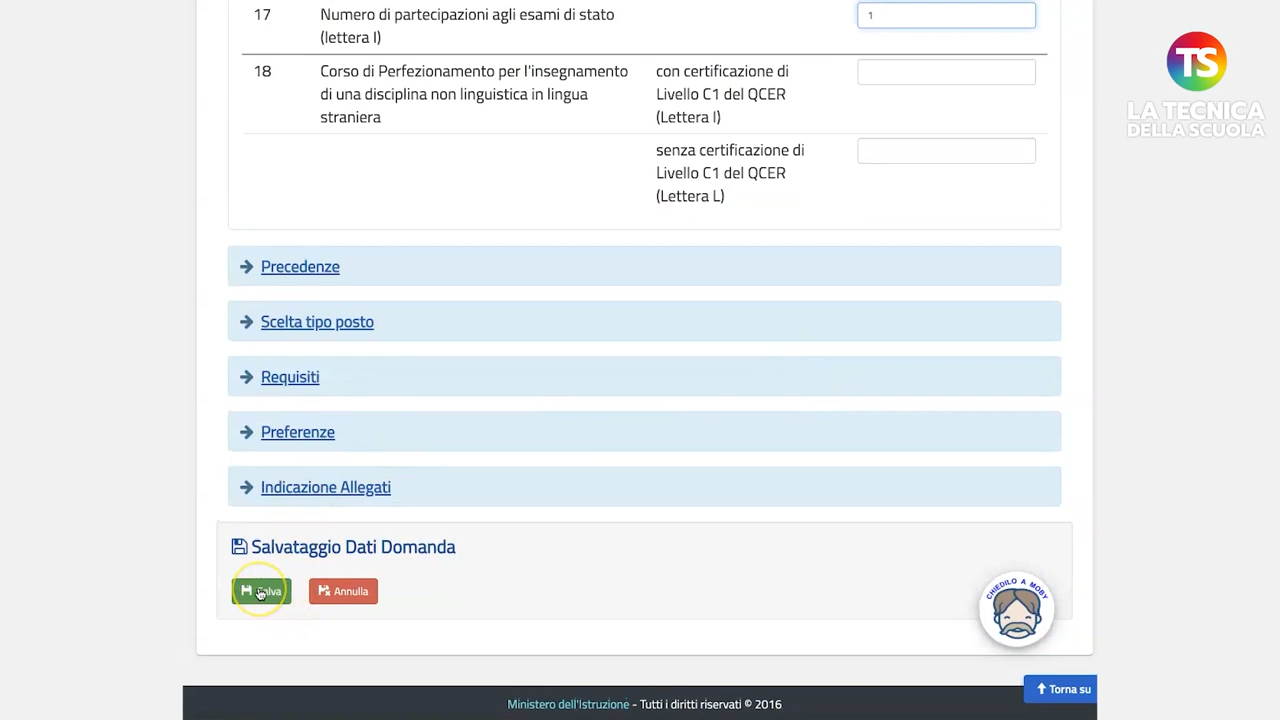 17 Numero di partecipazioni agli esami di stato 1
(lettera I)
18 Corso di Perfezionamento per l'insegnamento con certificazione di
di una disciplina non linguistica in lingua Livello C1 del QCER
straniera (Lettera I)
senza certificazione di
Livello C1 del QCER
(Lettera L)
Precedenze
Scelta tipo posto
Requisiti
Preferenze
Indicazione Allegati
Salvataggio Dati Domanda
Salva Annulla
CHIEDILO A MOBY
Torna su
Ministero dell'Istruzione - Tutti i diritti riservati © 2016
TS
LA TECNICA
DELLA SCUOLA